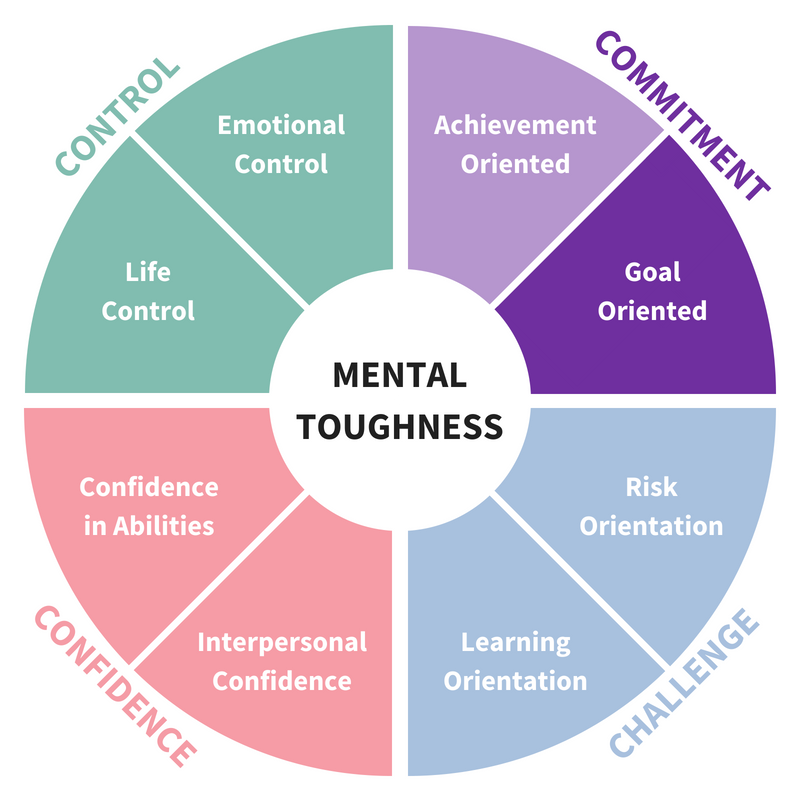 CONTROL
COMMITMENT
Emotional
Control
Achievement
Oriented
Life
Control
Goal
Oriented
MENTAL
TOUGHNESS
Confidence
in Abilities
Risk
Orientation
Interpersonal
Confidence
Learning
Orientation
CONFIDENCE
CHALLENGE